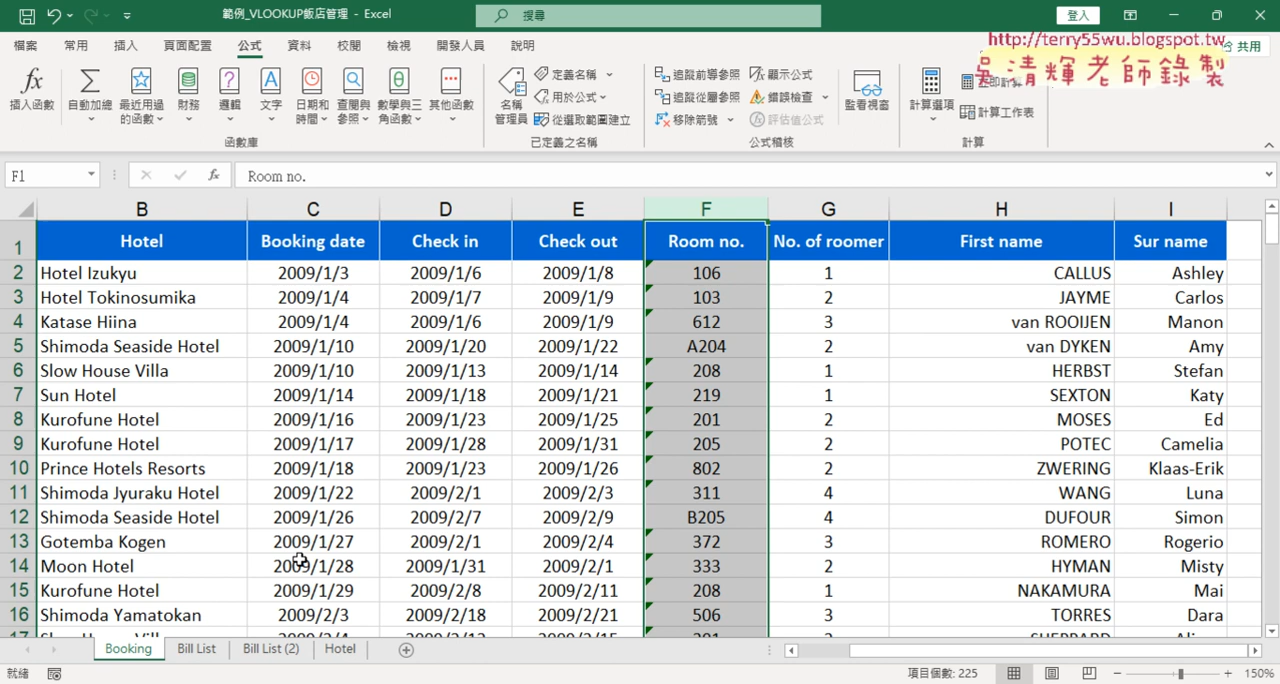 範例_VLOOKUP飯店管理 - Excel
搜尋
登入
http://terry55wu.blogspot.tw
吳清輝老師錄製
檔案 常用 插入 頁面配置 公式 資料 校閱 檢視 開發人員 說明
共用
插入函數
自動加總
最近用過的函數
財務
邏輯
文字
日期和時間
查閱與參照
數學與三角函數
其他函數
函數庫
名稱管理員
定義名稱
用於公式
從選取範圍建立
已定義之名稱
追蹤前導參照
追蹤從屬參照
移除箭號
顯示公式
錯誤檢查
評估值公式
公式稽核
監看視窗
計算選項
計算工作表
計算
F1
fx
Room no.
B C D E F G H I
1 Hotel Booking date Check in Check out Room no. No. of roomer First name Sur name
2 Hotel Izukyu 2009/1/3 2009/1/6 2009/1/8 106 1 CALLUS Ashley
3 Hotel Tokinosumika 2009/1/4 2009/1/7 2009/1/9 103 2 JAYME Carlos
4 Katase Hiina 2009/1/4 2009/1/6 2009/1/9 612 3 van ROOIJEN Manon
5 Shimoda Seaside Hotel 2009/1/10 2009/1/20 2009/1/22 A204 2 van DYKEN Amy
6 Slow House Villa 2009/1/10 2009/1/13 2009/1/14 208 1 HERBST Stefan
7 Sun Hotel 2009/1/14 2009/1/18 2009/1/21 219 1 SEXTON Katy
8 Kurofune Hotel 2009/1/16 2009/1/23 2009/1/25 201 2 MOSES Ed
9 Kurofune Hotel 2009/1/17 2009/1/28 2009/1/31 205 2 POTEC Camelia
10 Prince Hotels Resorts 2009/1/18 2009/1/23 2009/1/26 802 2 ZWERING Klaas-Erik
11 Shimoda Jyuraku Hotel 2009/1/22 2009/2/1 2009/2/3 311 4 WANG Luna
12 Shimoda Seaside Hotel 2009/1/26 2009/2/7 2009/2/9 B205 4 DUFOUR Simon
13 Gotemba Kogen 2009/1/27 2009/2/1 2009/2/4 372 3 ROMERO Rogerio
14 Moon Hotel 2009/1/28 2009/1/31 2009/2/1 333 2 HYMAN Misty
15 Kurofune Hotel 2009/1/29 2009/2/8 2009/2/11 208 1 NAKAMURA Mai
16 Shimoda Yamatokan 2009/2/3 2009/2/18 2009/2/21 506 3 TORRES Dara
Booking Bill List Bill List (2) Hotel
就緒
項目個數: 225
150%